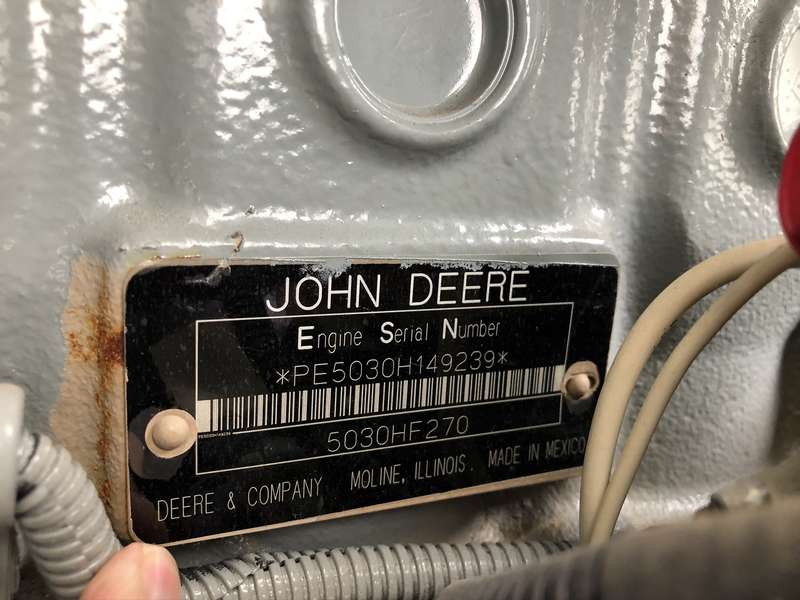 JOHN DEERE
Engine Serial Number
*PE5030H149239*
5030HF270
DEERE & COMPANY MOLINE, ILLINOIS. MADE IN MEXICO